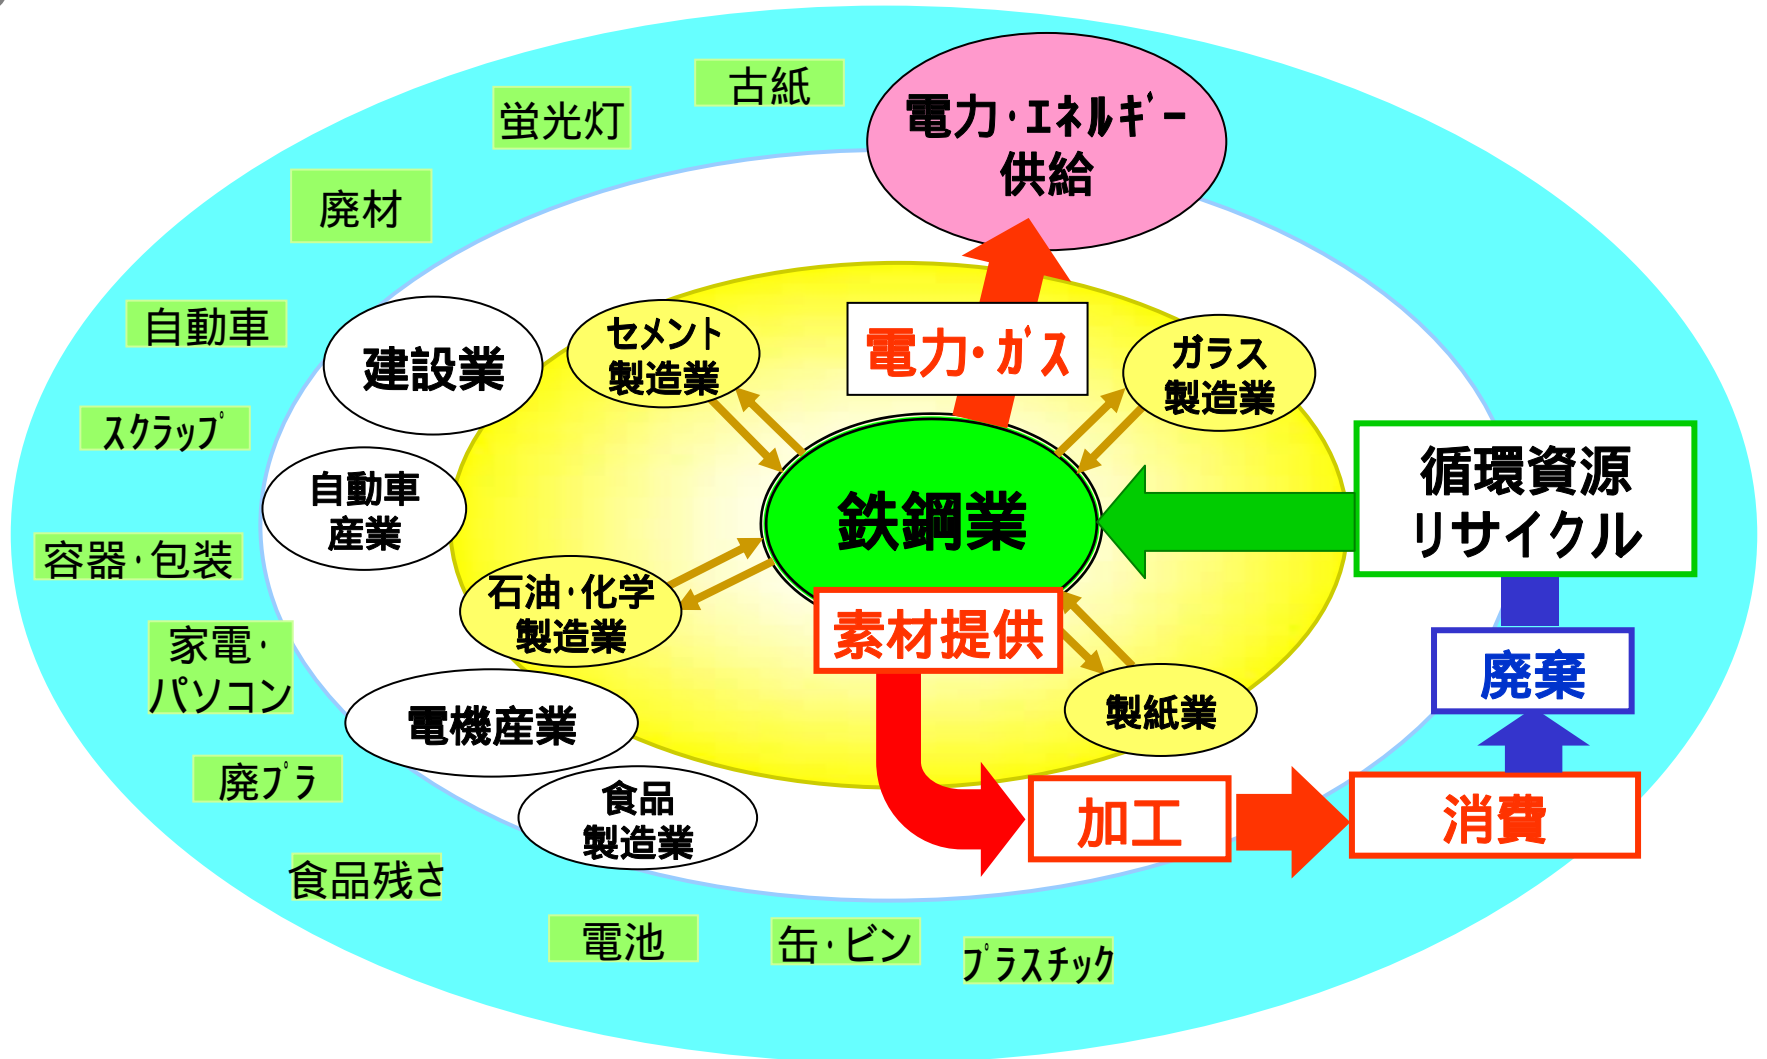 古紙
蛍光灯
電力･ｴﾈﾙｷﾞｰ
供給
廃材
自動車
建設業
セメント
製造業
電力･ｶﾞｽ
ガラス
製造業
ｽｸﾗｯﾌﾟ
自動車
産業
鉄鋼業
循環資源
リサイクル
容器･包装
石油･化学
製造業
素材提供
家電･
パソコン
廃棄
電機産業
製紙業
廃ﾌﾟﾗ
食品
製造業
加工
消費
食品残さ
電池
缶･ビン
ﾌﾟﾗｽﾁｯｸ